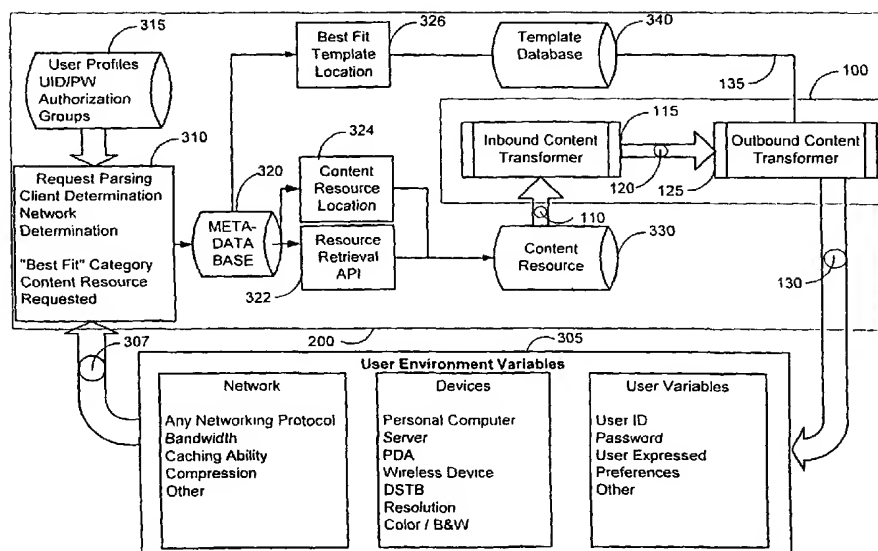 315
User Profiles
UID/PW
Authorization
Groups
326
Best Fit
Template
Location
340
Template
Database
135
100
310
Request Parsing
Client Determination
Network
Determination
"Best Fit" Category
Content Resource
Requested
320
META-
DATA
BASE
324
Content
Resource
Location
Resource
Retrieval
API
322
115
Inbound Content
Transformer
120
125
Outbound Content
Transformer
110
330
Content
Resource
130
307
200
305
User Environment Variables
Network
Any Networking Protocol
Bandwidth
Caching Ability
Compression
Other
Devices
Personal Computer
Server
PDA
Wireless Device
DSTB
Resolution
Color / B&W
User Variables
User ID
Password
User Expressed
Preferences
Other